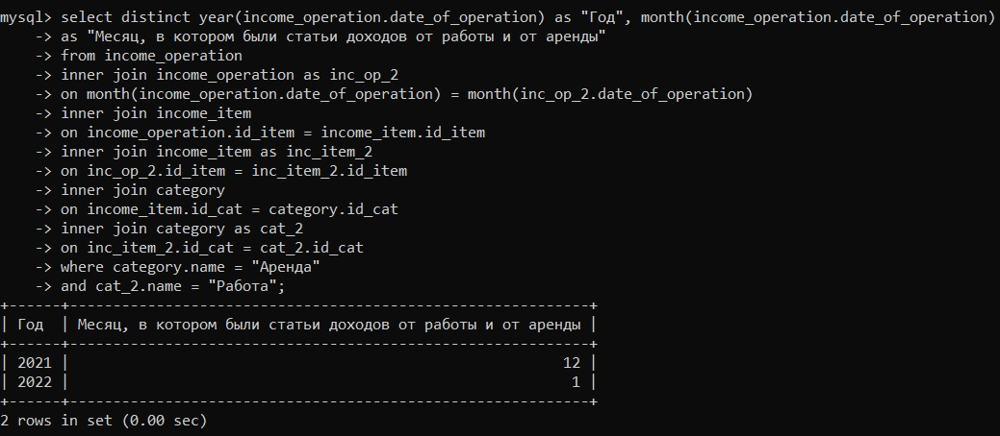 mysql> select distinct year(income_operation.date_of_operation) as "Год", month(income_operation.date_of_operation)
    -> as "Месяц, в котором были статьи доходов от работы и от аренды"
    -> from income_operation
    -> inner join income_operation as inc_op_2
    -> on month(income_operation.date_of_operation) = month(inc_op_2.date_of_operation)
    -> inner join income_item
    -> on income_operation.id_item = income_item.id_item
    -> inner join income_item as inc_item_2
    -> on inc_op_2.id_item = inc_item_2.id_item
    -> inner join category
    -> on income_item.id_cat = category.id_cat
    -> inner join category as cat_2
    -> on inc_item_2.id_cat = cat_2.id_cat
    -> where category.name = "Аренда"
    -> and cat_2.name = "Работа";
+------+------------------------------------------------------------+
| Год  | Месяц, в котором были статьи доходов от работы и от аренды |
+------+------------------------------------------------------------+
| 2021 |                                                         12 |
| 2022 |                                                          1 |
+------+------------------------------------------------------------+
2 rows in set (0.00 sec)